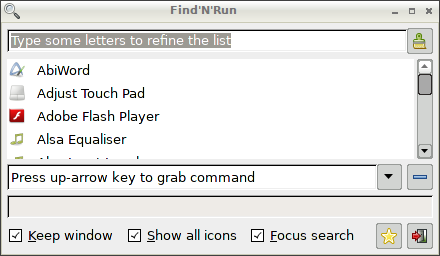 Find'N'Run
Type some letters to refine the list
AbiWord
Adjust Touch Pad
Adobe Flash Player
Alsa Equaliser
Press up-arrow key to grab command
Keep window
Show all icons
Focus search